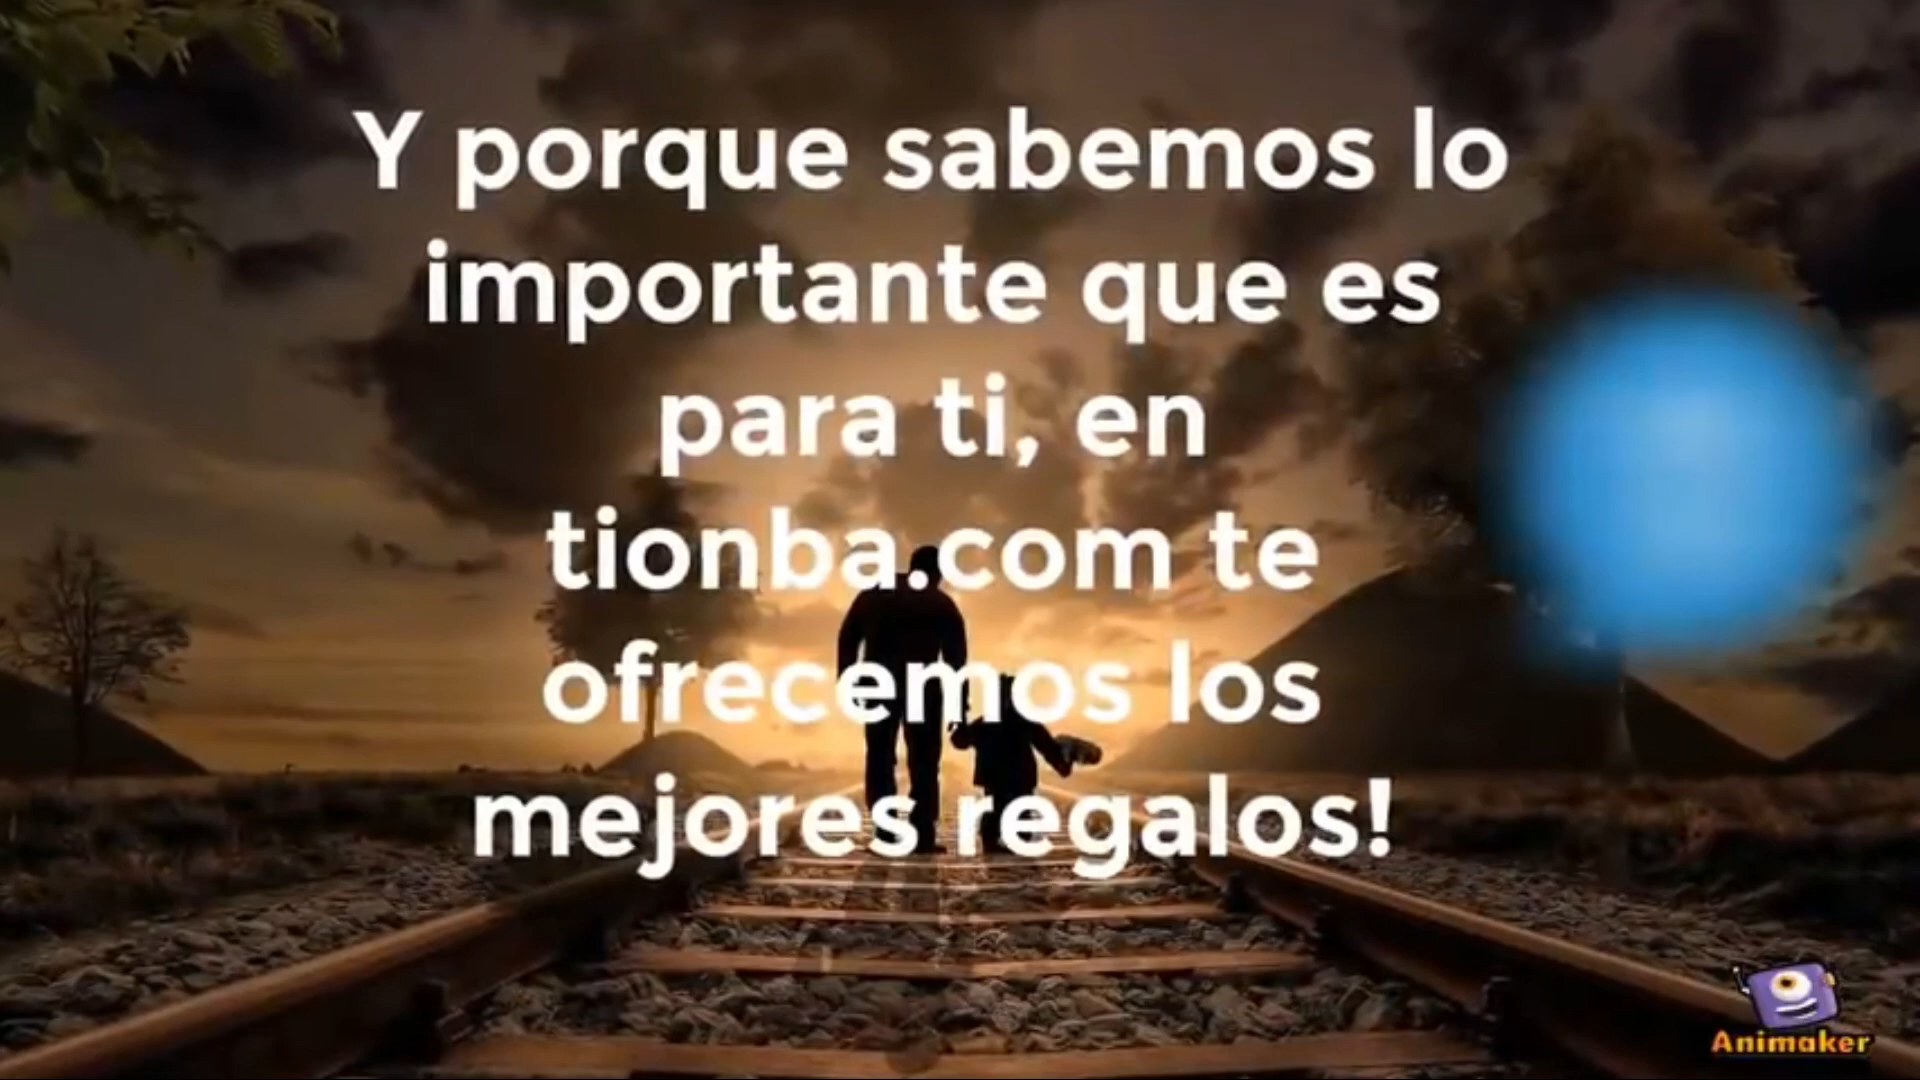 Y porque sabemos lo
importante que es
para ti, en
tionba.com te
ofrecemos los
mejores regalos!
Animaker